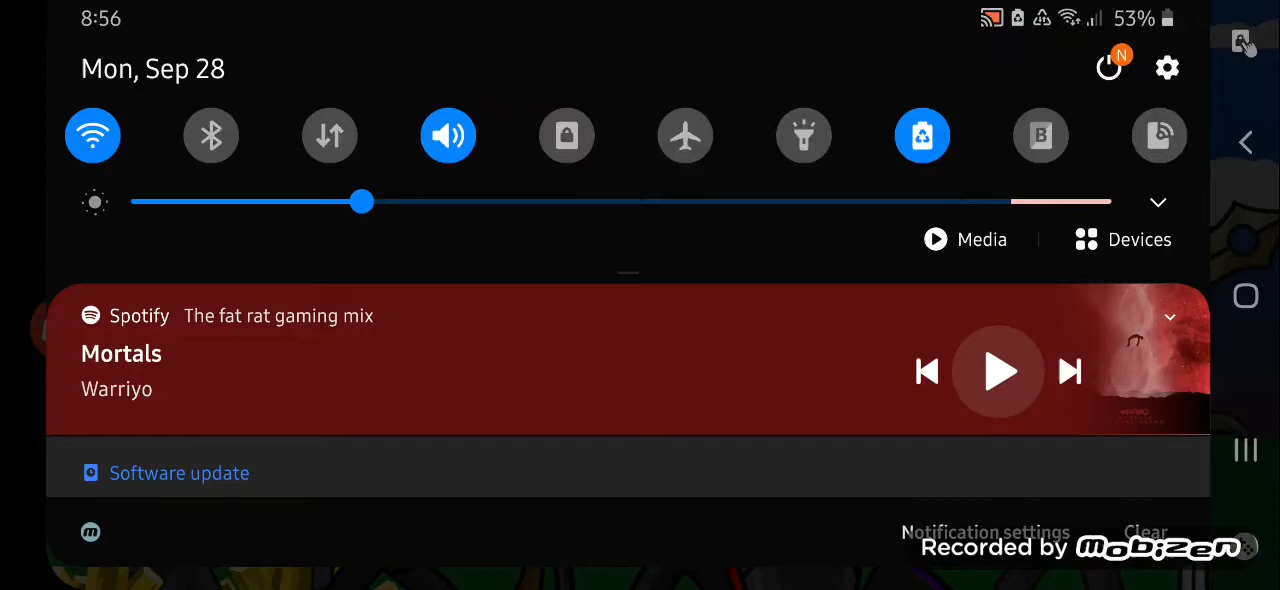 8:56
53%
Mon, Sep 28
N
B
Media
Devices
Spotify The fat rat gaming mix
Mortals
Warriyo
Software update
m
Notification settings
Clear
Recorded by mobizen